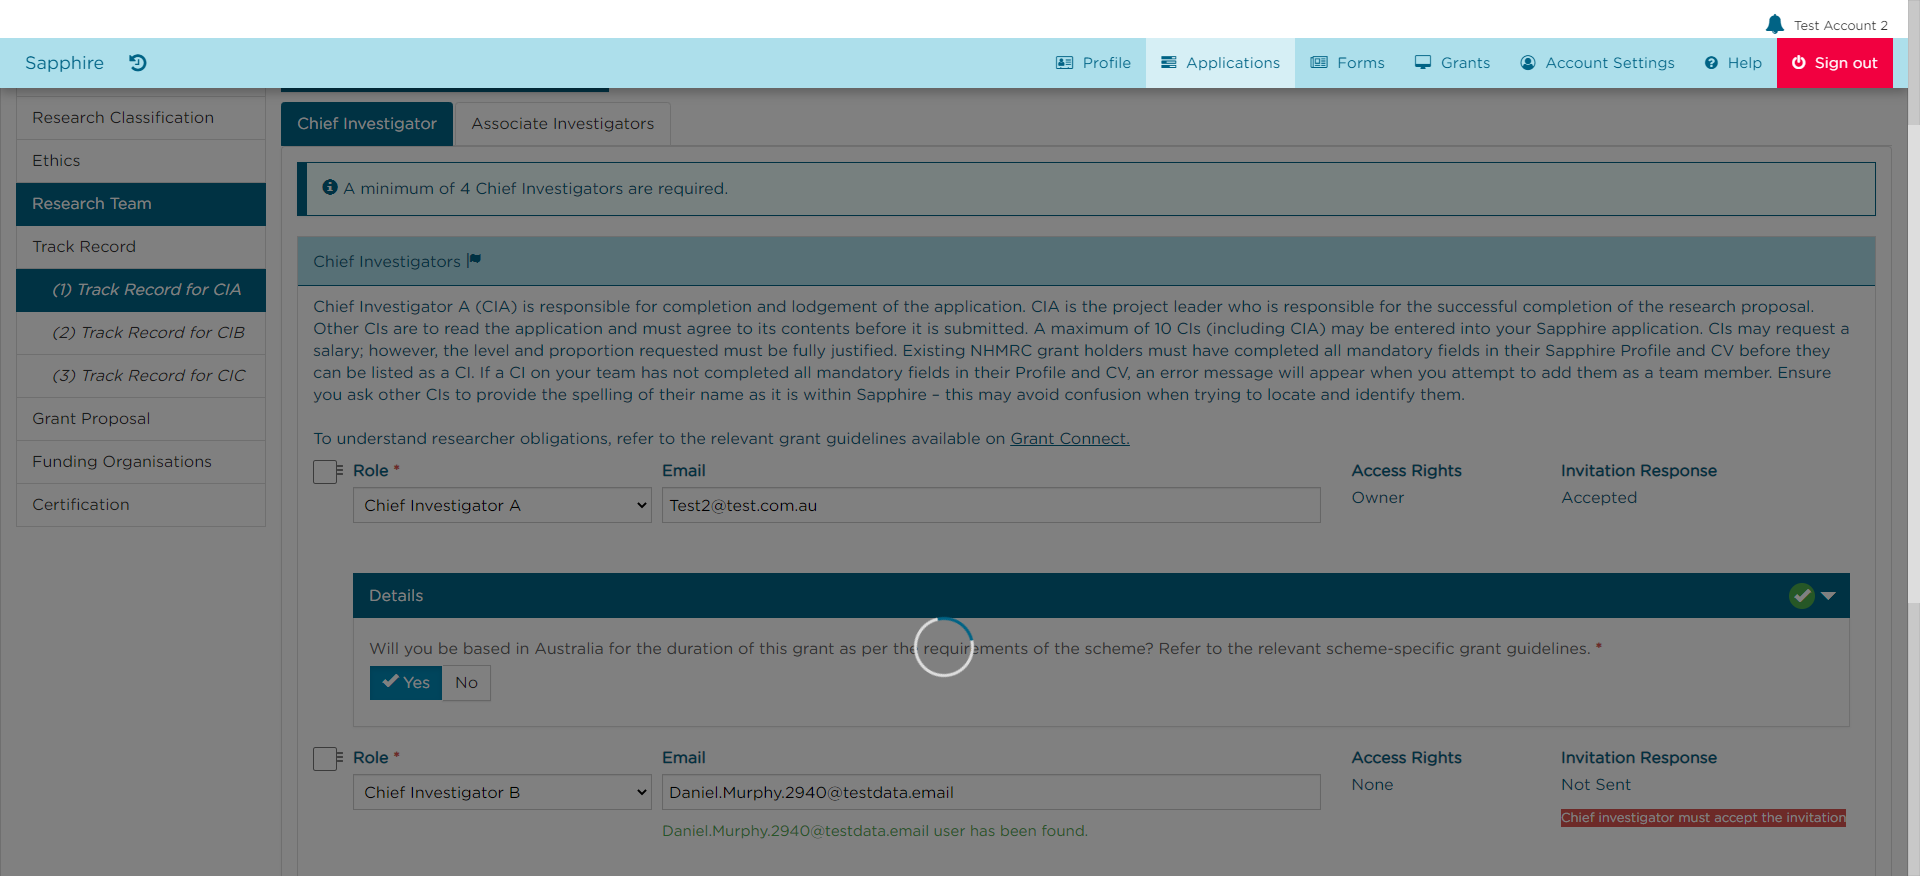 Test Account 2
Sapphire
Profile
Applications
Forms
Grants
Account Settings
Help
Sign out
Research Classification
Ethics
Research Team
Track Record
(1) Track Record for CIA
(2) Track Record for CIB
(3) Track Record for CIC
Grant Proposal
Funding Organisations
Certification
Chief Investigator
Associate Investigators
A minimum of 4 Chief Investigators are required.
Chief Investigators
Chief Investigator A (CIA) is responsible for completion and lodgement of the application. CIA is the project leader who is responsible for the successful completion of the research proposal.
Other CIs are to read the application and must agree to its contents before it is submitted. A maximum of 10 CIs (including CIA) may be entered into your Sapphire application. CIs may request a
salary; however, the level and proportion requested must be fully justified. Existing NHMRC grant holders must have completed all mandatory fields in their Sapphire Profile and CV before they
can be listed as a CI. If a CI on your team has not completed all mandatory fields in their Profile and CV, an error message will appear when you attempt to add them as a team member. Ensure
you ask other CIs to provide the spelling of their name as it is within Sapphire – this may avoid confusion when trying to locate and identify them.
To understand researcher obligations, refer to the relevant grant guidelines available on Grant Connect.
Role *
Email
Access Rights
Invitation Response
Chief Investigator A
Test2@test.com.au
Owner
Accepted
Details
Will you be based in Australia for the duration of this grant as per the requirements of the scheme? Refer to the relevant scheme-specific grant guidelines. *
Yes
No
Role *
Email
Access Rights
Invitation Response
Chief Investigator B
Daniel.Murphy.2940@testdata.email
None
Not Sent
Daniel.Murphy.2940@testdata.email user has been found.
Chief investigator must accept the invitation